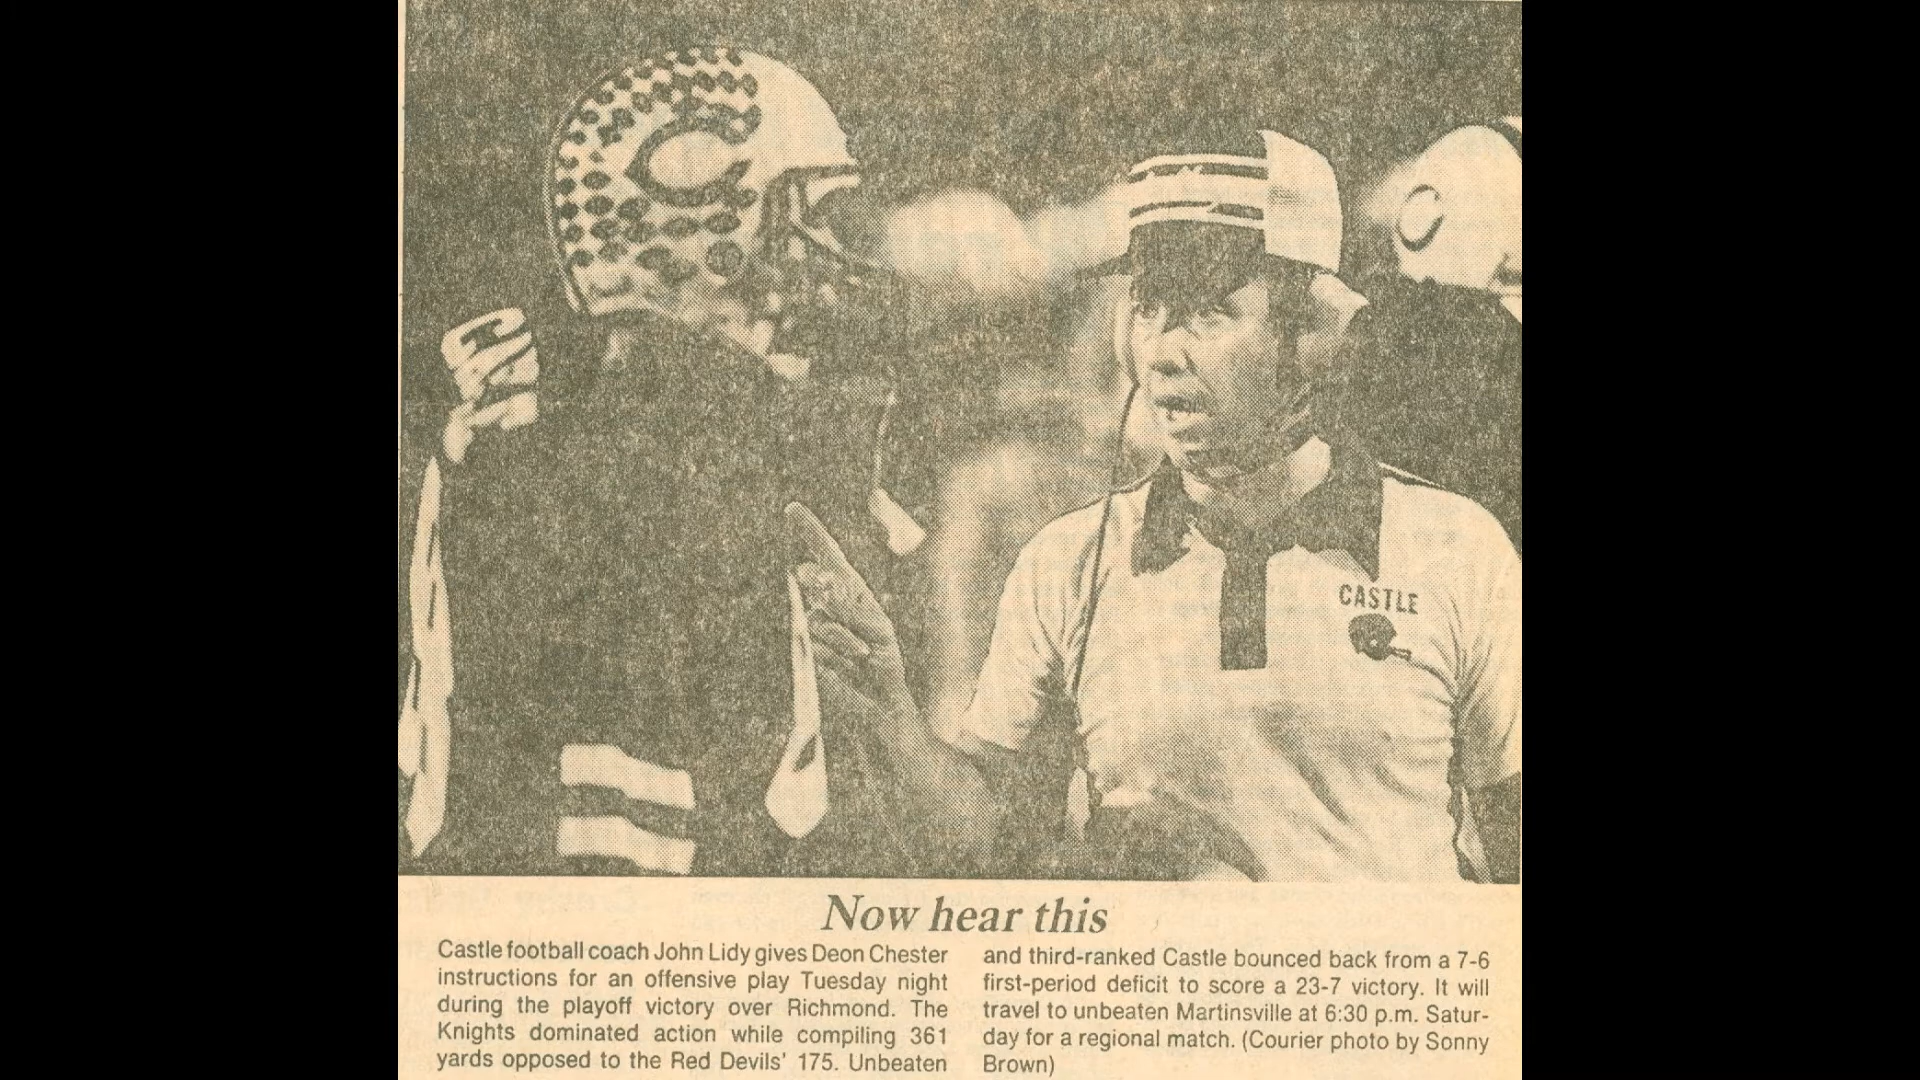 C
CASTLE
Now hear this
Castle football coach John Lidy gives Deon Chester
instructions for an offensive play Tuesday night
during the playoff victory over Richmond. The
Knights dominated action while compiling 361
yards opposed to the Red Devils' 175. Unbeaten
and third-ranked Castle bounced back from a 7-6
first-period deficit to score a 23-7 victory. It will
travel to unbeaten Martinsville at 6:30 p.m. Satur-
day for a regional match. (Courier photo by Sonny
Brown)